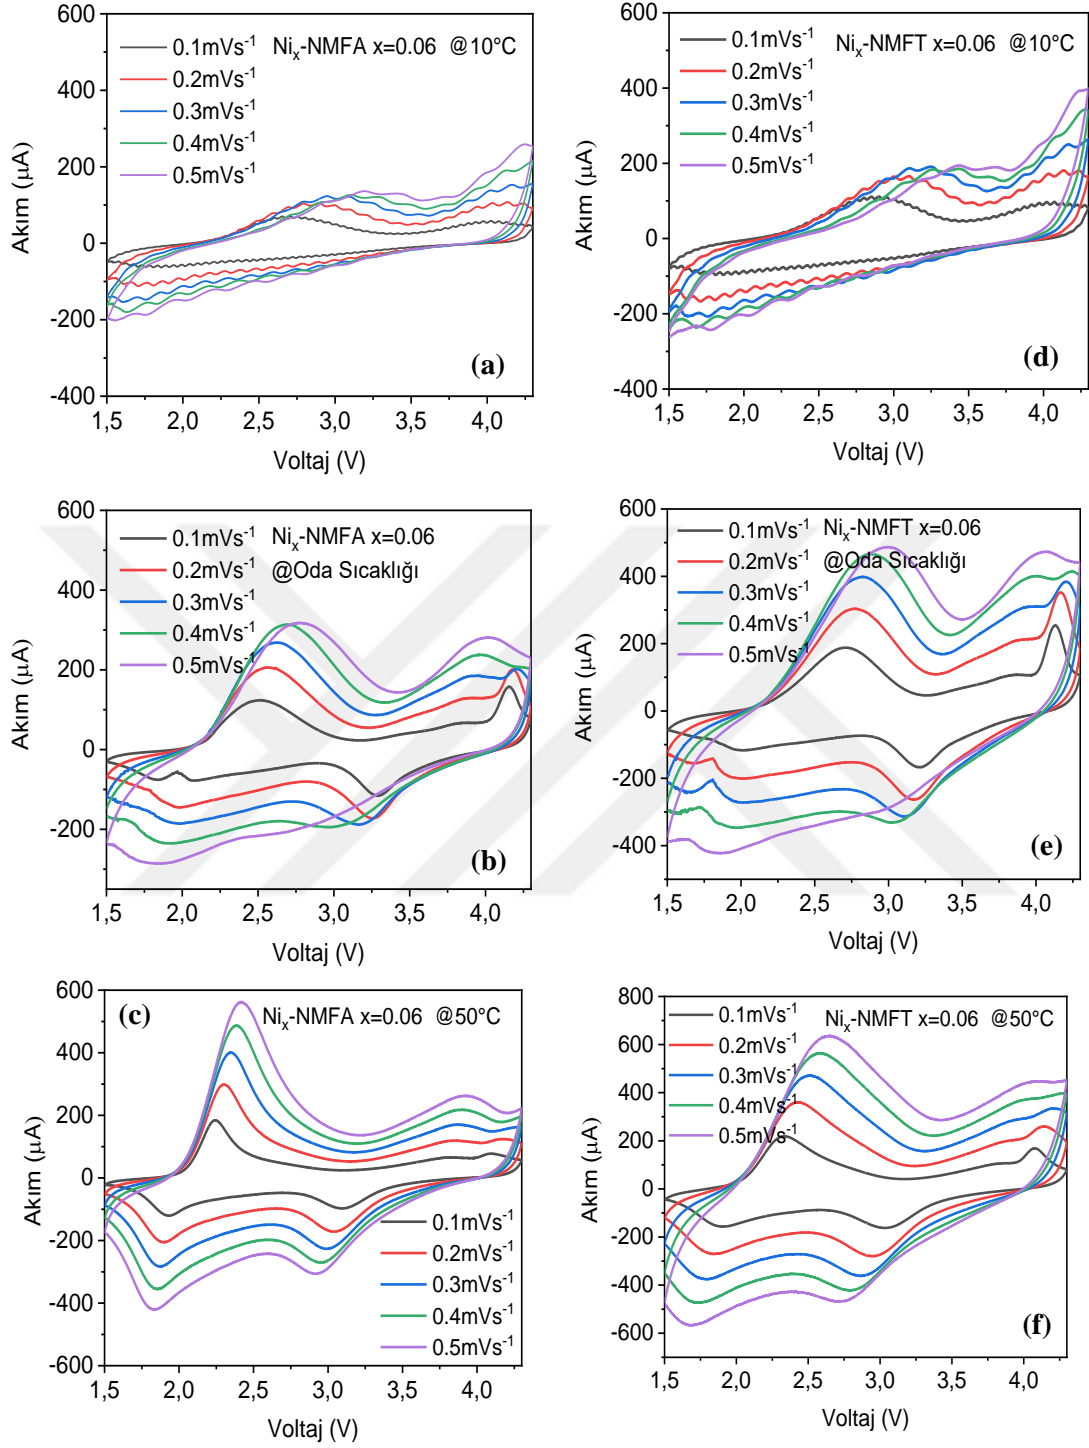 600
400
200
0
-200
-400
1,5 2,0 2,5 3,0 3,5 4,0
Akım (µA)
Voltaj (V)
0.1mVs-1
0.2mVs-1
0.3mVs-1
0.4mVs-1
0.5mVs-1
Nix-NMFA x=0.06 @10°C
(a)
600
400
200
0
-200
-400
1,5 2,0 2,5 3,0 3,5 4,0
Akım (µA)
Voltaj (V)
0.1mVs-1
0.2mVs-1
0.3mVs-1
0.4mVs-1
0.5mVs-1
Nix-NMFT x=0.06 @10°C
(d)
600
400
200
0
-200
1,5 2,0 2,5 3,0 3,5 4,0
Akım (µA)
Voltaj (V)
0.1mVs-1
0.2mVs-1
0.3mVs-1
0.4mVs-1
0.5mVs-1
Nix-NMFA x=0.06
@Oda Sıcaklığı
(b)
600
400
200
0
-200
-400
1,5 2,0 2,5 3,0 3,5 4,0
Akım (µA)
Voltaj (V)
0.1mVs-1
0.2mVs-1
0.3mVs-1
0.4mVs-1
0.5mVs-1
Nix-NMFT x=0.06
@Oda Sıcaklığı
(e)
600
400
200
0
-200
-400
-600
1,5 2,0 2,5 3,0 3,5 4,0
Akım (µA)
Voltaj (V)
(c)
Nix-NMFA x=0.06 @50°C
0.1mVs-1
0.2mVs-1
0.3mVs-1
0.4mVs-1
0.5mVs-1
800
600
400
200
0
-200
-400
-600
1,5 2,0 2,5 3,0 3,5 4,0
Akım (µA)
Voltaj (V)
0.1mVs-1
0.2mVs-1
0.3mVs-1
0.4mVs-1
0.5mVs-1
Nix-NMFT x=0.06 @50°C
(f)